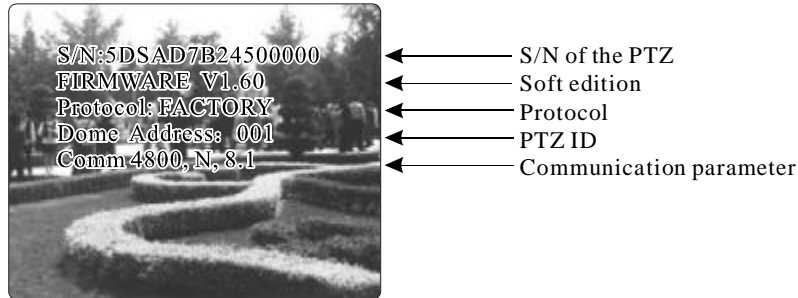 S/N:5DSAD7B24500000
FIRMWARE V1.60
Protocol: FACTORY
Dome Address: 001
Comm 4800, N, 8.1
S/N of the PTZ
Soft edition
Protocol
PTZ ID
Communication parameter